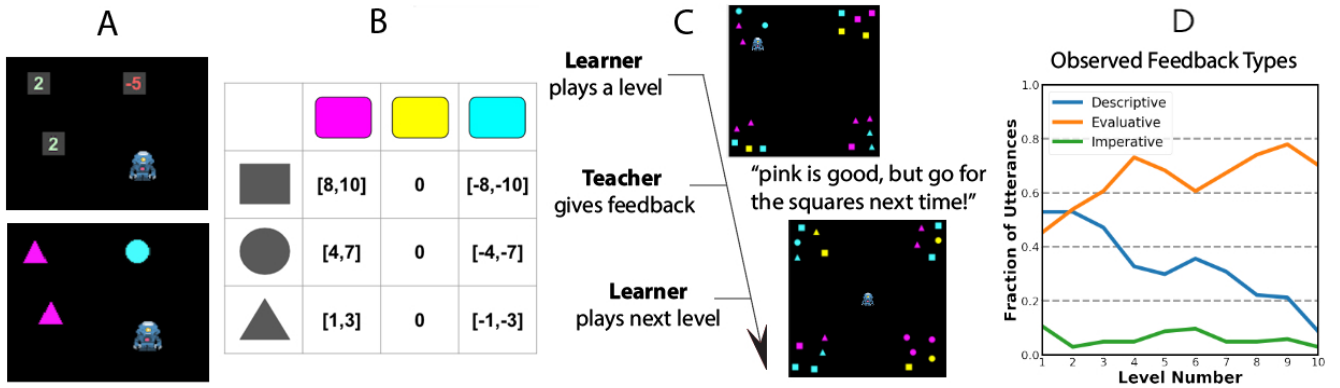 A
B
C
D
2
-5
2
[8,10]
0
[-8,-10]
[4,7]
0
[-4,-7]
[1,3]
0
[-1,-3]
Learner
plays a level
Teacher
gives feedback
Learner
plays next level
"pink is good, but go for
the squares next time!"
Observed Feedback Types
Descriptive
Evaluative
Imperative
Fraction of Utterances
1.0
0.8
0.6
0.4
0.2
0.0
1 2 3 4 5 6 7 8 9 10
Level Number